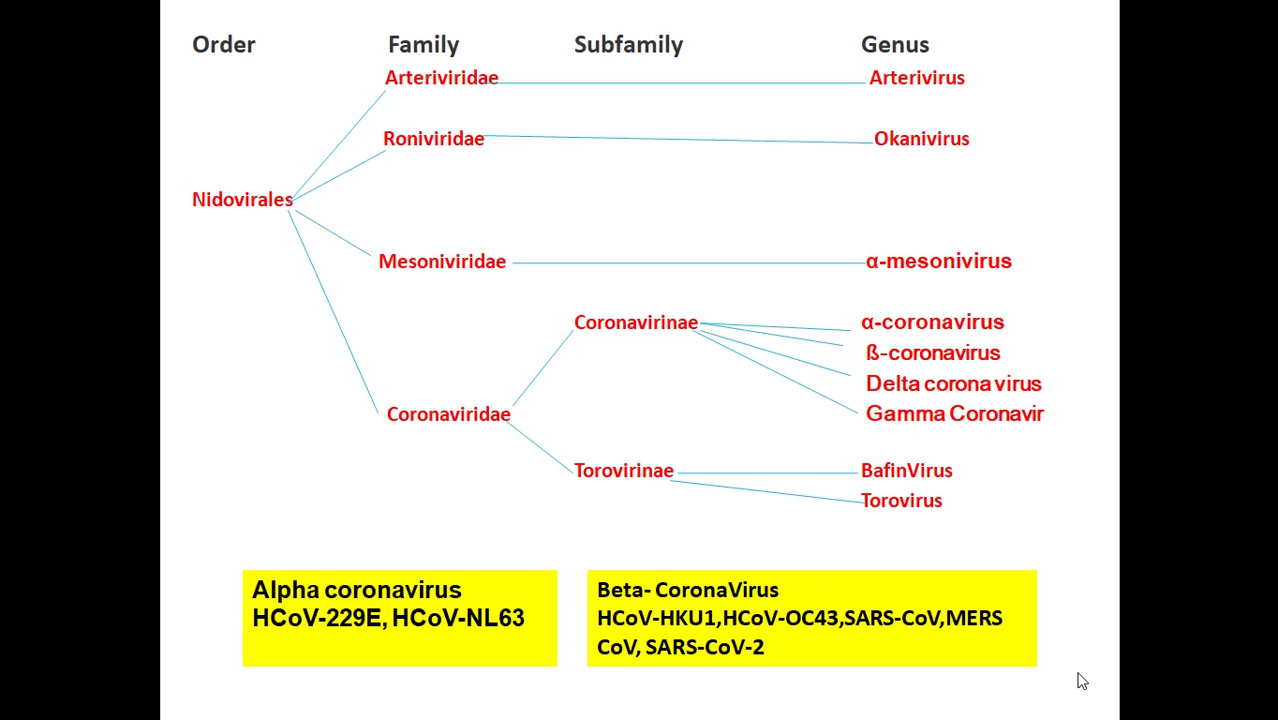 Order Family Subfamily Genus
Arteriviridae Arterivirus
Roniviridae Okanivirus
Nidovirales
Mesoniviridae α-mesonivirus
Coronavirinae α-coronavirus
ß-coronavirus
Delta corona virus
Coronaviridae Gamma Coronavir
Torovirinae BafinVirus
Torovirus
Alpha coronavirus
HCoV-229E, HCoV-NL63
Beta- CoronaVirus
HCoV-HKU1,HCoV-OC43,SARS-CoV,MERS
CoV, SARS-CoV-2